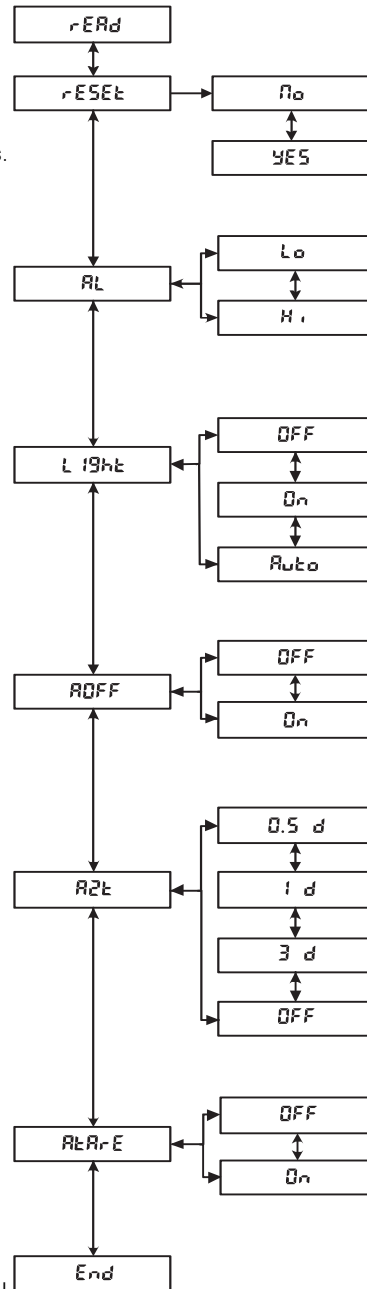 rEAd
rESEt
No
YES
s.
AL
Lo
Hi
LIGht
OFF
On
Auto
AOFF
OFF
On
AZt
0.5 d
1 d
3 d
OFF
AtArE
OFF
On
End